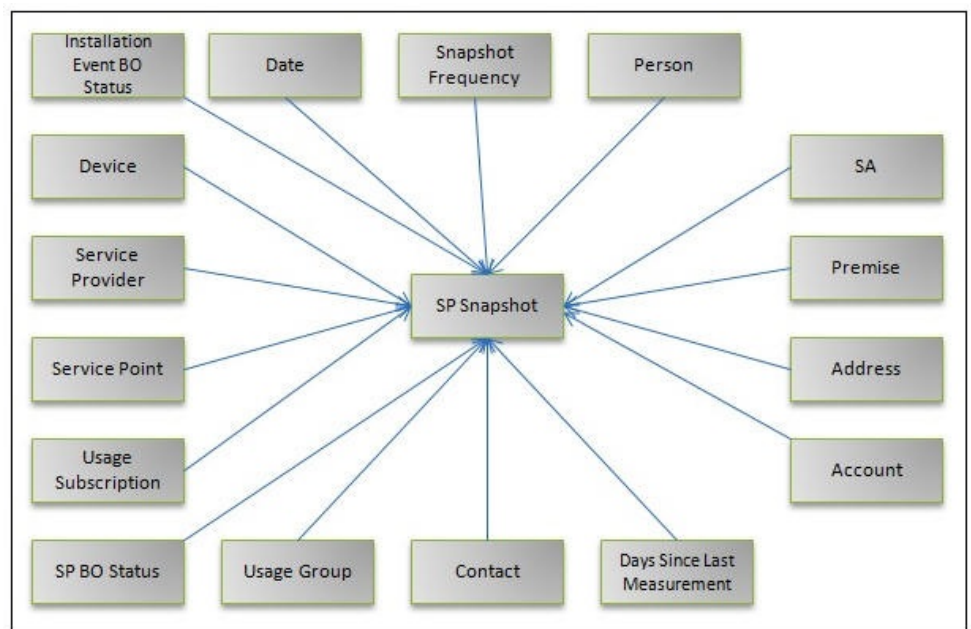 Installation
Event BO
Status
Date
Snapshot
Frequency
Person
Device
SA
Service
Provider
Premise
SP Snapshot
Service Point
Address
Usage
Subscription
Account
SP BO Status
Usage Group
Contact
Days Since Last
Measurement